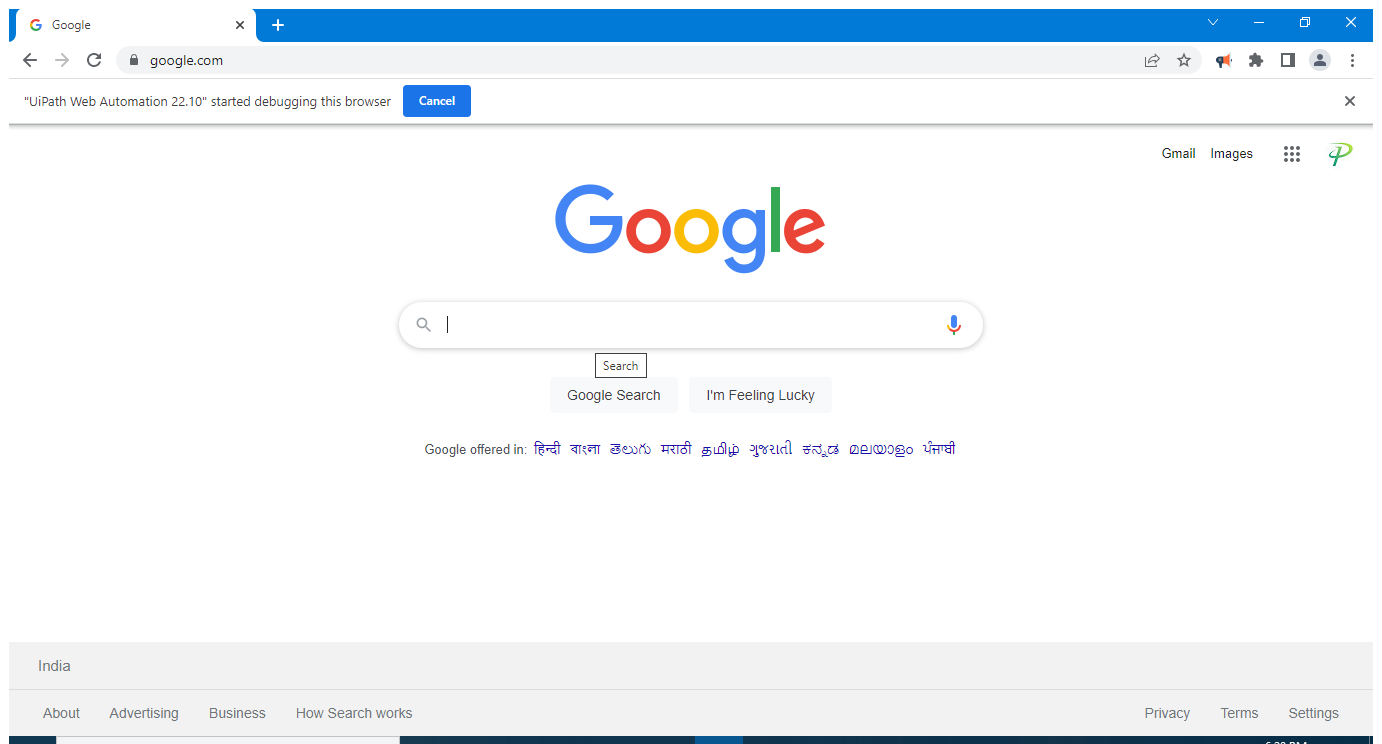 Google
google.com
"UiPath Web Automation 22.10" started debugging this browser Cancel
Gmail Images
Google
Search
Google Search I'm Feeling Lucky
Google offered in: हिन्दी বাংলা తెలుగు मराठी தமிழ் ગુજરાતી ಕನ್ನಡ മലയാളം ਪੰਜਾਬੀ
India
About Advertising Business How Search works Privacy Terms Settings